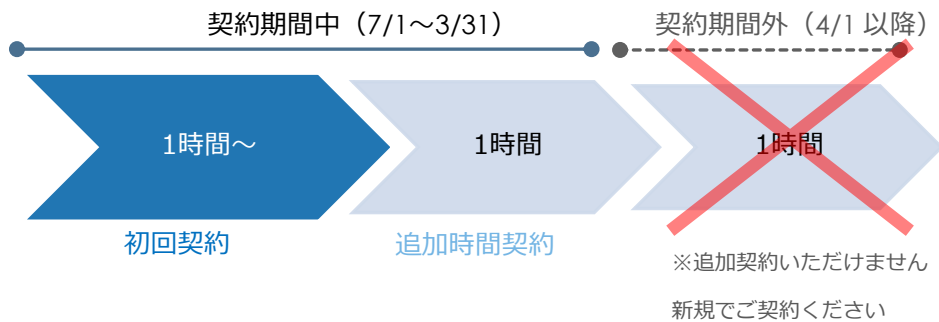 契約期間中（7/1～3/31）
契約期間外（4/1 以降）
1時間～
1時間
1時間
初回契約
追加時間契約
※追加契約いただけません
新規でご契約ください